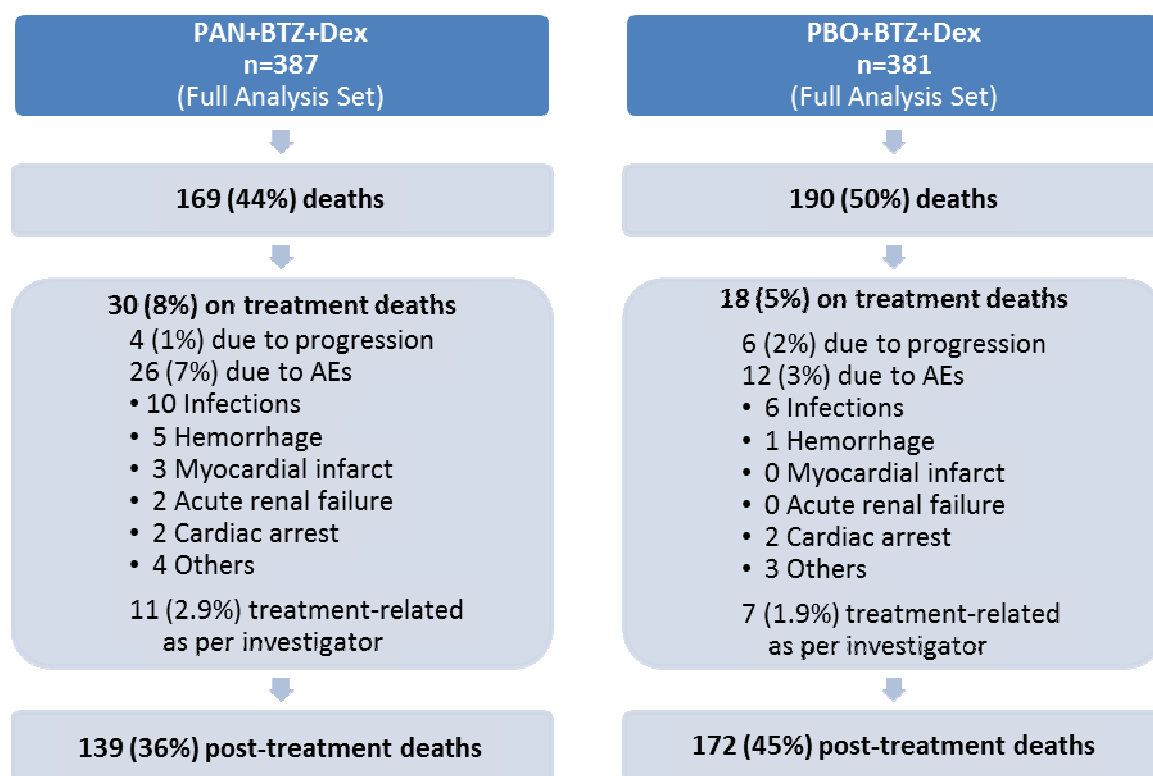 PAN+BTZ+Dex
n=387
(Full Analysis Set)
169 (44%) deaths
30 (8%) on treatment deaths
4 (1%) due to progression
26 (7%) due to AEs
• 10 Infections
• 5 Hemorrhage
• 3 Myocardial infarct
• 2 Acute renal failure
• 2 Cardiac arrest
• 4 Others
11 (2.9%) treatment-related
as per investigator
139 (36%) post-treatment deaths
PBO+BTZ+Dex
n=381
(Full Analysis Set)
190 (50%) deaths
18 (5%) on treatment deaths
6 (2%) due to progression
12 (3%) due to AEs
• 6 Infections
• 1 Hemorrhage
• 0 Myocardial infarct
• 0 Acute renal failure
• 2 Cardiac arrest
• 3 Others
7 (1.9%) treatment-related
as per investigator
172 (45%) post-treatment deaths